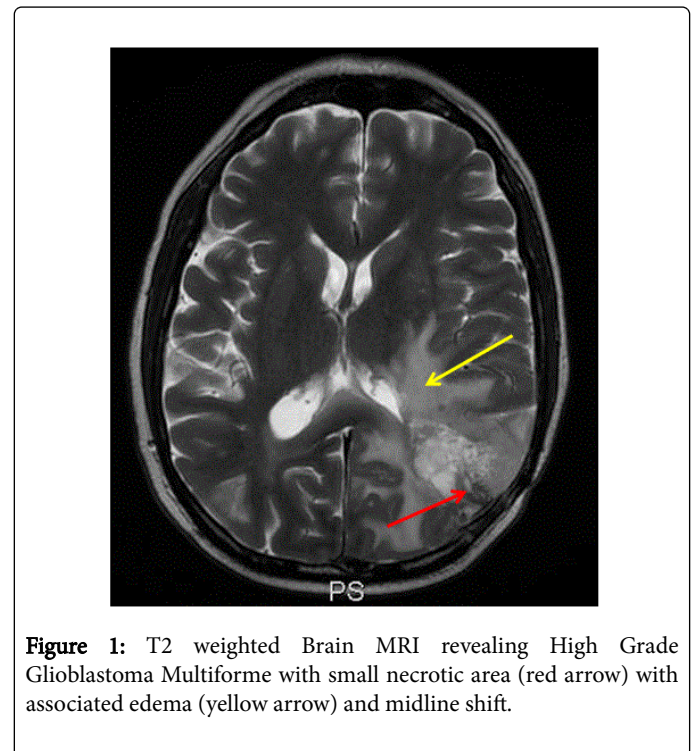 PS
Figure 1: T2 weighted Brain MRI revealing High Grade
Glioblastoma Multiforme with small necrotic area (red arrow) with
associated edema (yellow arrow) and midline shift.